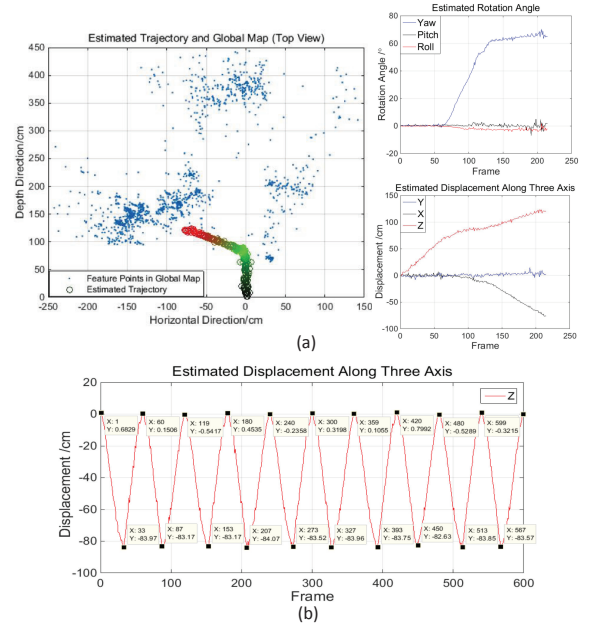 (a)
Estimated Trajectory and Global Map (Top View)
Depth Direction/cm
450
400
350
300
250
200
150
100
50
0
Feature Points in Global Map
Estimated Trajectory
-250 -200 -150 -100 -50 0 50 100 150
Horizontal Direction/cm
Estimated Rotation Angle
Rotation Angle /°
80
60
40
20
0
-20
Yaw
Pitch
Roll
0 50 100 150 200 250
Frame
Estimated Displacement Along Three Axis
Displacement /cm
150
100
50
0
-50
-100
Y
X
Z
0 50 100 150 200 250
Frame
(a)
Estimated Displacement Along Three Axis
Displacement /cm
20
0
-20
-40
-60
-80
-100
Z
X: 1
Y: 0.6829
X: 60
Y: 0.1506
X: 119
Y: -0.5417
X: 180
Y: 0.4535
X: 240
Y: -0.2358
X: 300
Y: 0.3198
X: 359
Y: 0.1055
X: 420
Y: 0.7992
X: 480
Y: -0.5289
X: 599
Y: -0.3215
X: 33
Y: -83.97
X: 87
Y: -83.17
X: 153
Y: -83.17
X: 207
Y: -84.07
X: 273
Y: -83.52
X: 327
Y: -83.96
X: 393
Y: -83.75
X: 450
Y: -82.63
X: 513
Y: -83.85
X: 567
Y: -83.57
0 100 200 300 400 500 600
Frame
(b)